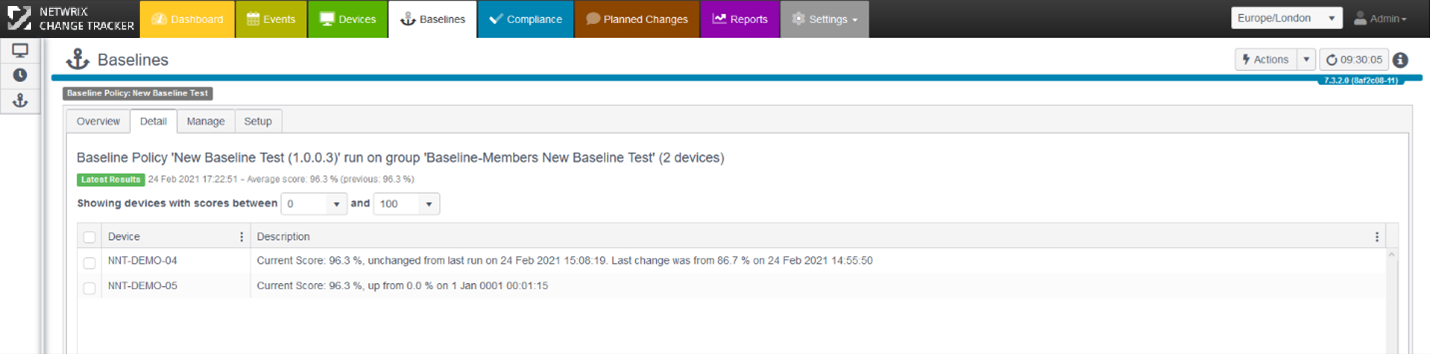 NETWRIX
CHANGE TRACKER
Dashboard
Events
Devices
Baselines
Compliance
Planned Changes
Reports
Settings
Europe/London
Admin
Baselines
Actions
09:30:05
7.3.2.0 (8af2c08-11)
Baseline Policy: New Baseline Test
Overview
Detail
Manage
Setup
Baseline Policy 'New Baseline Test (1.0.0.3)' run on group 'Baseline-Members New Baseline Test' (2 devices)
Latest Results 24 Feb 2021 17:22:51 - Average score: 96.3 % (previous: 96.3 %)
Showing devices with scores between 0 and 100
Device Description
NNT-DEMO-04 Current Score: 96.3 %, unchanged from last run on 24 Feb 2021 15:08:19. Last change was from 86.7 % on 24 Feb 2021 14:55:50
NNT-DEMO-05 Current Score: 96.3 %, up from 0.0 % on 1 Jan 0001 00:01:15